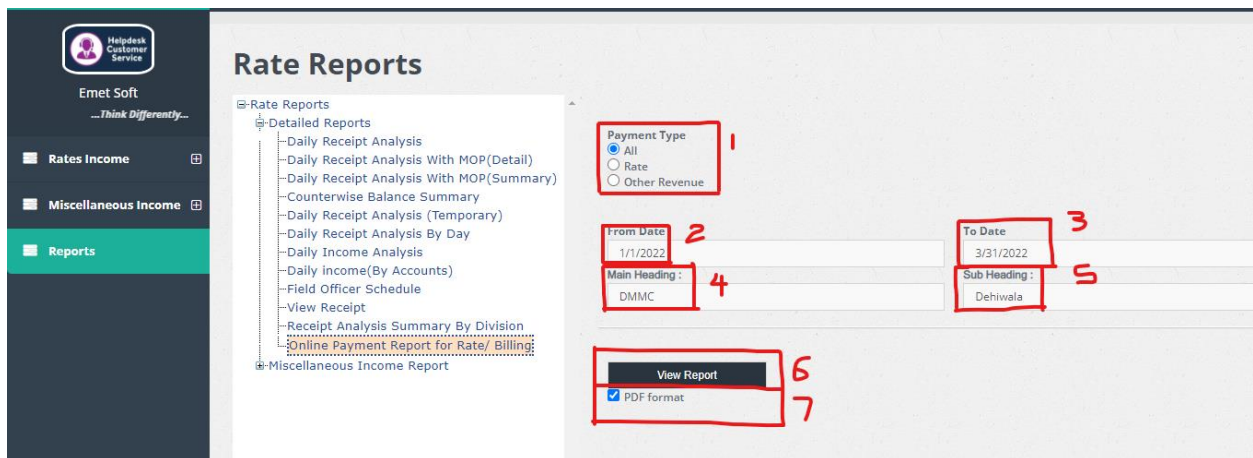 Helpdesk
Customer
Service
Emet Soft
...Think Differently...
Rates Income
Miscellaneous Income
Reports
Rate Reports
Rate Reports
Detailed Reports
Daily Receipt Analysis
Daily Receipt Analysis With MOP(Detail)
Daily Receipt Analysis With MOP(Summary)
Counterwise Balance Summary
Daily Receipt Analysis (Temporary)
Daily Receipt Analysis By Day
Daily Income Analysis
Daily income(By Accounts)
Field Officer Schedule
View Receipt
Receipt Analysis Summary By Division
Online Payment Report for Rate/ Billing
Miscellaneous Income Report
Payment Type 1
All
Rate
Other Revenue
From Date 2
1/1/2022
To Date 3
3/31/2022
Main Heading : 4
DMMC
Sub Heading : 5
Dehiwala
View Report 6
PDF format 7